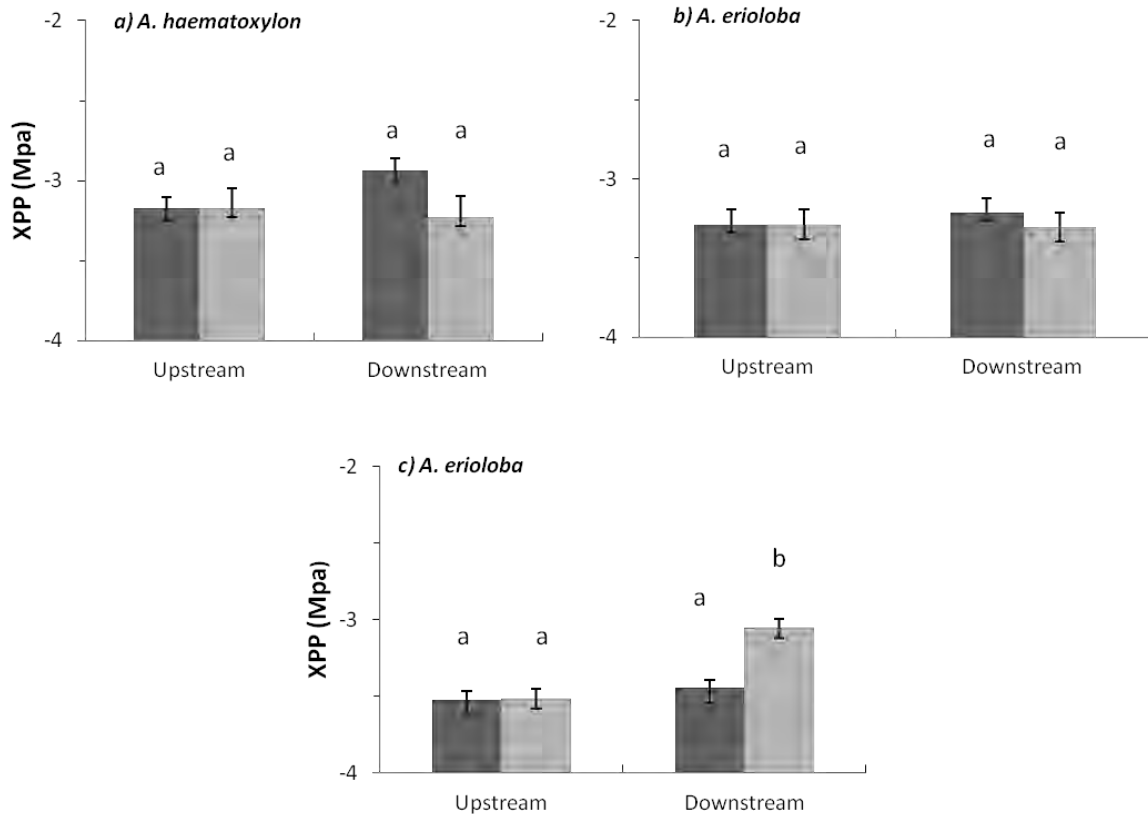 a) A. haematoxylon
-2
-3
-4
XPP (Mpa)
a
a
a
a
Upstream
Downstream
b) A. erioloba
-2
-3
-4
a
a
a
a
Upstream
Downstream
c) A. erioloba
-2
-3
-4
XPP (Mpa)
a
a
a
b
Upstream
Downstream